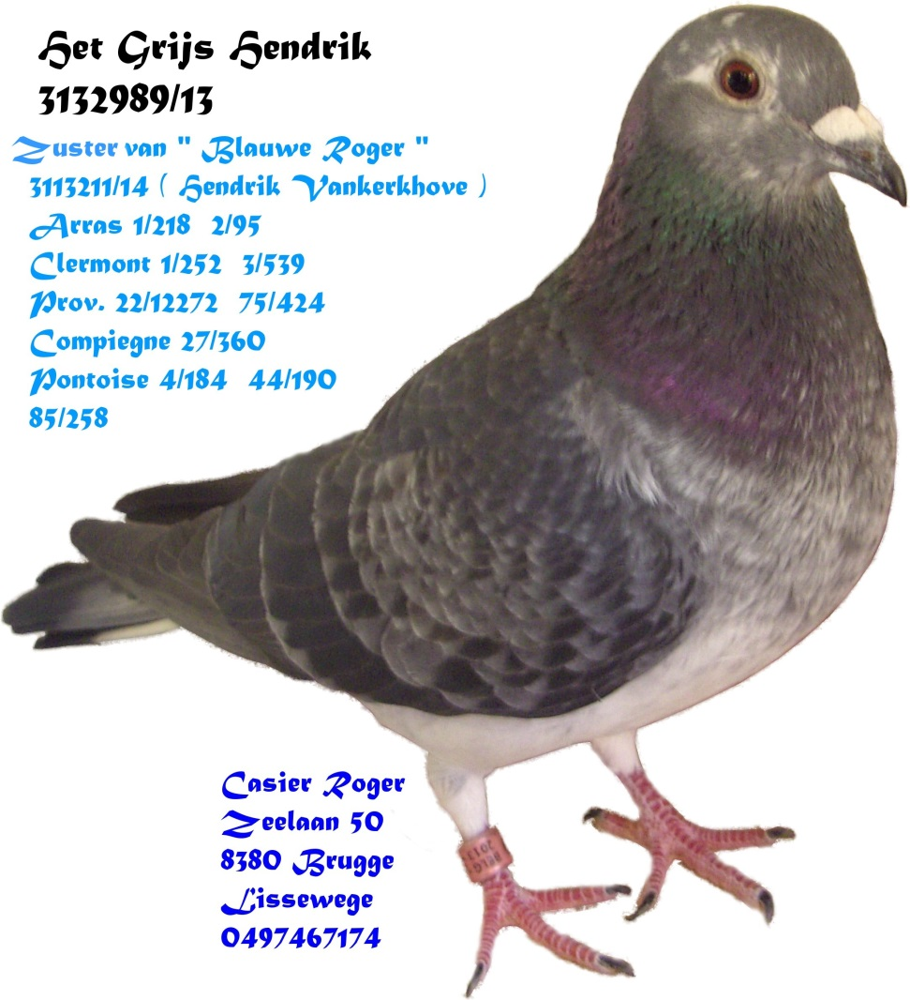 Het Grijs Hendrik
3132989/13
Zuster van " Blauwe Roger "
3113211/14 ( Hendrik Vankerkhove )
Arras 1/218 2/95
Clermont 1/252 3/539
Prov. 22/12272 75/424
Compiegne 27/360
Pontoise 4/184 44/190
85/258
Casier Roger
Zeelaan 50
8380 Brugge
Lissewege
0497467174
BELG
2013